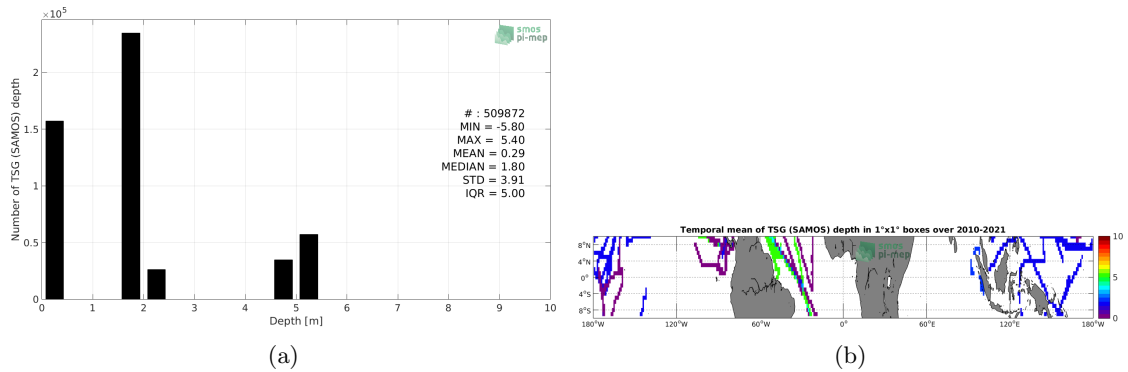 ×10⁵
smos
pi-mep
2
1.5
1
0.5
0
Number of TSG (SAMOS) depth
# : 509872
MIN = -5.80
MAX = 5.40
MEAN = 0.29
MEDIAN = 1.80
STD = 3.91
IQR = 5.00
0 1 2 3 4 5 6 7 8 9 10
Depth [m]
(a)
Temporal mean of TSG (SAMOS) depth in 1°x1° boxes over 2010-2021
smos
pi-mep
8°N
4°N
0°
4°S
8°S
180°W 120°W 60°W 0° 60°E 120°E 180°W
10
5
0
(b)